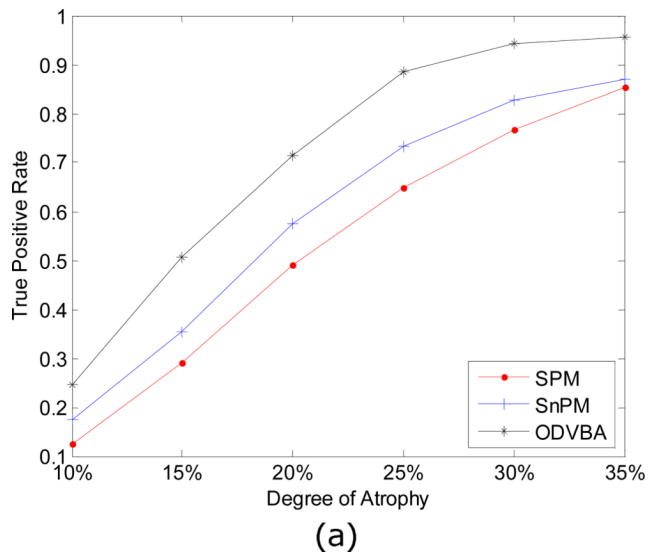 1
0.9
0.8
0.7
0.6
0.5
0.4
0.3
0.2
0.1
True Positive Rate
SPM
SnPM
ODVBA
10% 15% 20% 25% 30% 35%
Degree of Atrophy
(a)